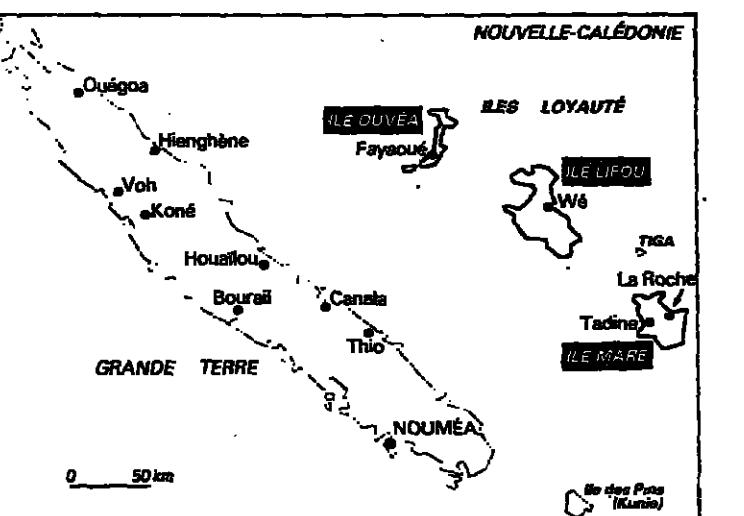 NOUVELLE-CALÉDONIE
Ouégoa
ILES LOYAUTÉ
ILE OUVÉA
Hienghène
Fayaoué
ILE LIFOU
Voh
Wé
Koné
TIGA
Houaïlou
La Roche
Bouraïl
Canala
Tadine
Thio
ILE MARÉ
GRANDE TERRE
NOUMÉA
0 50 km
Ile des Pins
(Kunie)